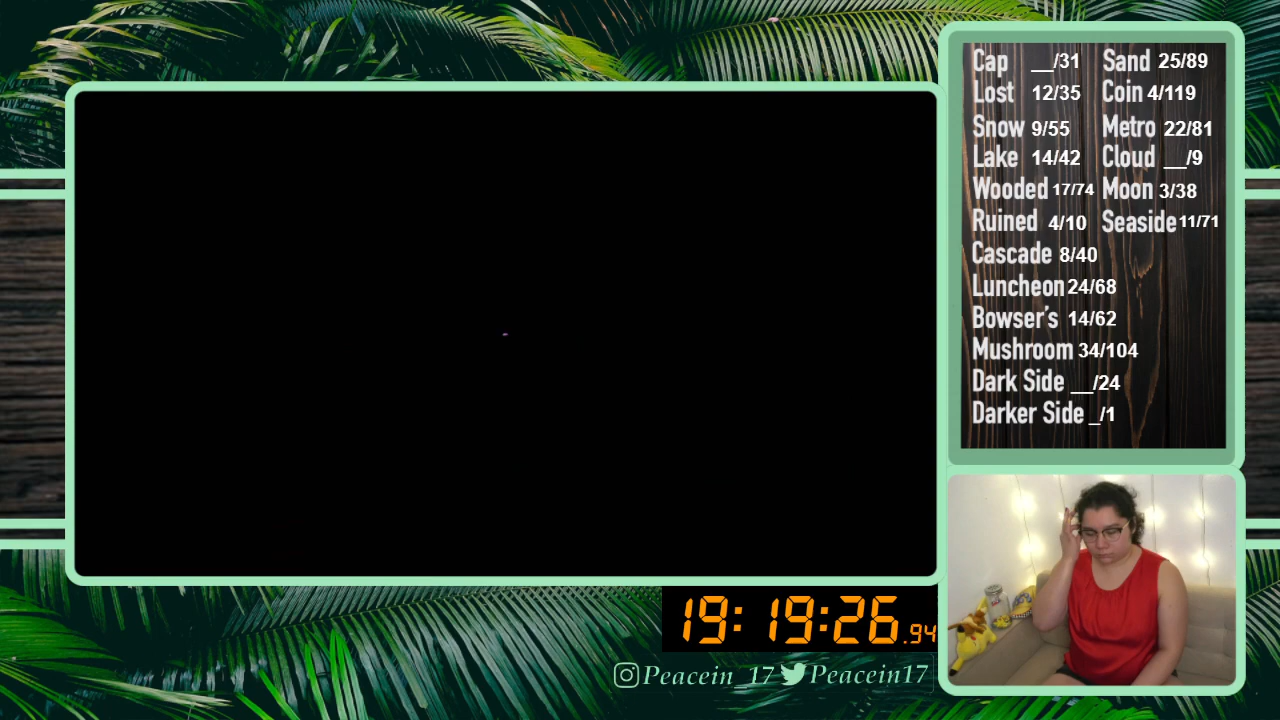 Cap __/31 Sand 25/89
Lost 12/35 Coin 4/119
Snow 9/55 Metro 22/81
Lake 14/42 Cloud __/9
Wooded 17/74 Moon 3/38
Ruined 4/10 Seaside 11/71
Cascade 8/40
Luncheon 24/68
Bowser's 14/62
Mushroom 34/104
Dark Side __/24
Darker Side _/1
19:19:26.94
Peacein_17 Peacein17